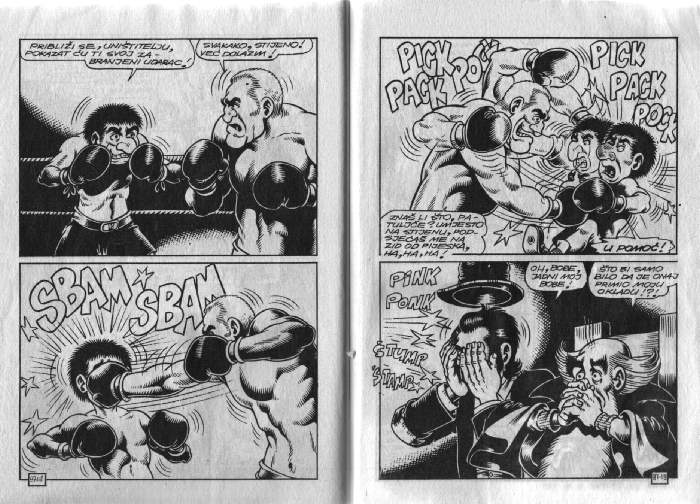 PRIBLIŽI SE, UNIŠTITELJU,
POKAZAT ĆU TI SVOJ ZA-
BRANJENI UDARAC!
SVAKAKO, STIJENO!
VEĆ DOLAZIM!
SBAM
SBAM
PICK
PACK
POCK
PICK
PACK
POCK
ZNAŠ LI ŠTO, PA-
TULJČE? UMJESTO
NA STIJENU, POD-
SJEĆAŠ ME NA
ZID OD PIJESKA,
HA, HA, HA!
U POMOĆ!
PINK
PONK
ŠTUMP
ŠTAMP
OH, BOBE,
JADNI MOJ
BOBE!
ŠTO BI SAMO
BILO DA JE ONAJ
PRIMIO MOJU
OKLADU!?!